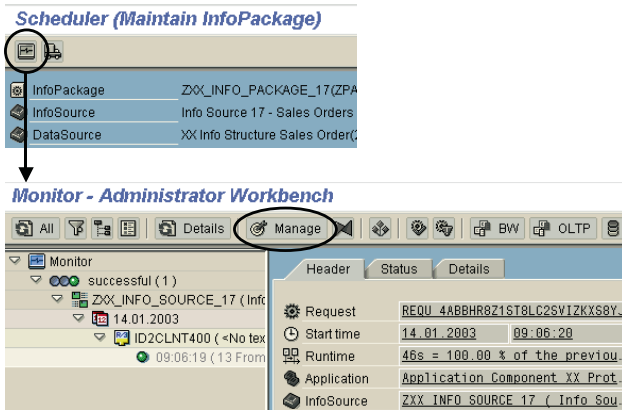 Scheduler (Maintain InfoPackage)
InfoPackage ZXX_INFO_PACKAGE_17(ZPA
InfoSource Info Source 17 - Sales Orders
DataSource XX Info Structure Sales Order(
Monitor - Administrator Workbench
All Details Manage BW OLTP
Monitor
successful ( 1 )
ZXX_INFO_SOURCE_17 ( Info
14.01.2003
ID2CLNT400 ( <No tex
09:06:19 ( 13 From
Header Status Details
Request REQU_4ABBHR8Z1ST8LC2SVIZKXS8Y
Start time 14.01.2003 09:06:20
Runtime 46s = 100.00 % of the previou
Application Application Component XX Prot
InfoSource ZXX_INFO_SOURCE_17 ( Info Sou